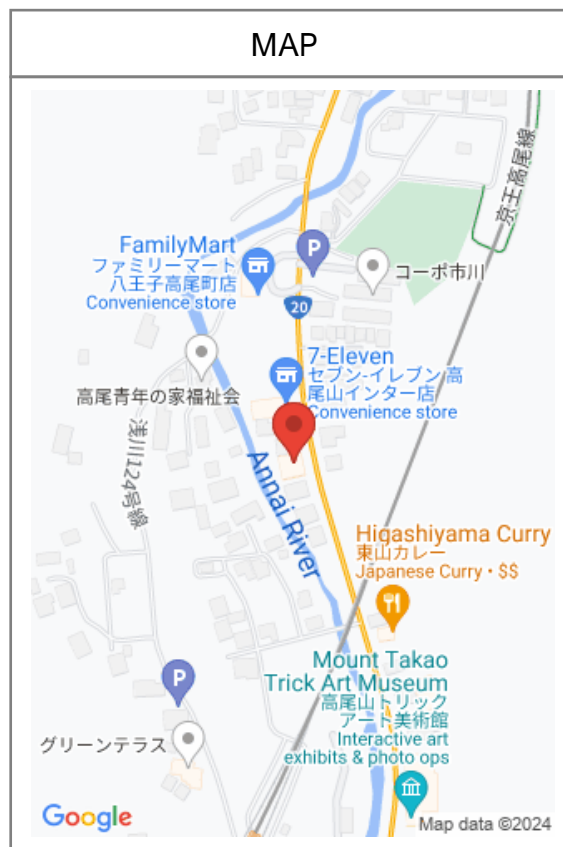 MAP
京王高尾線
FamilyMart
ファミリーマート
八王子高尾町店
Convenience store
P
コーポ市川
20
7-Eleven
セブン-イレブン 高
尾山インター店
Convenience store
高尾青年の家福祉会
浅川124号線
Annai River
Higashiyama Curry
東山カレー
Japanese Curry • $$
Mount Takao
Trick Art Museum
高尾山トリック
アート美術館
Interactive art
exhibits & photo ops
P
グリーンテラス
Google
Map data ©2024